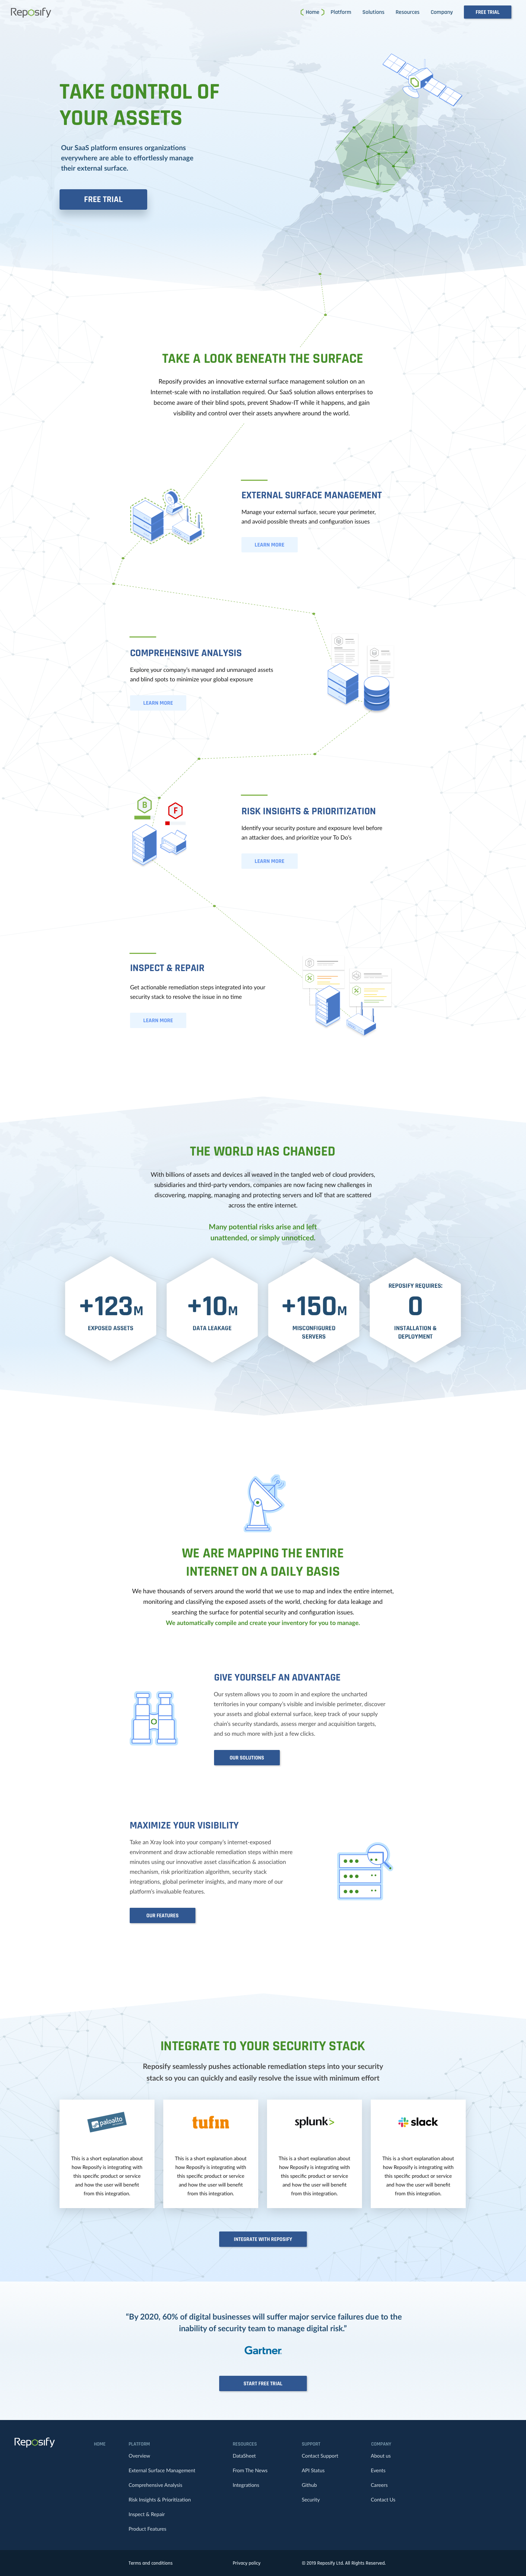 Reposify
Home
Platform
Solutions
Resources
Company
FREE TRIAL
TAKE CONTROL OF
YOUR ASSETS
Our SaaS platform ensures organizations
everywhere are able to effortlessly manage
their external surface.
FREE TRIAL
TAKE A LOOK BENEATH THE SURFACE
Reposify provides an innovative external surface management solution on an
Internet-scale with no installation required. Our SaaS solution allows enterprises to
become aware of their blind spots, prevent Shadow-IT while it happens, and gain
visibility and control over their assets anywhere around the world.
EXTERNAL SURFACE MANAGEMENT
Manage your external surface, secure your perimeter,
and avoid possible threats and configuration issues
LEARN MORE
COMPREHENSIVE ANALYSIS
Explore your company's managed and unmanaged assets
and blind spots to minimize your global exposure
LEARN MORE
B
F
RISK INSIGHTS & PRIORITIZATION
Identify your security posture and exposure level before
an attacker does, and prioritize your To Do's
LEARN MORE
INSPECT & REPAIR
Get actionable remediation steps integrated into your
security stack to resolve the issue in no time
LEARN MORE
THE WORLD HAS CHANGED
With billions of assets and devices all weaved in the tangled web of cloud providers,
subsidiaries and third-party vendors, companies are now facing new challenges in
discovering, mapping, managing and protecting servers and IoT that are scattered
across the entire internet.
Many potential risks arise and left
unattended, or simply unnoticed.
+123M
EXPOSED ASSETS
+10M
DATA LEAKAGE
+150M
MISCONFIGURED
SERVERS
REPOSIFY REQUIRES:
0
INSTALLATION &
DEPLOYMENT
WE ARE MAPPING THE ENTIRE
INTERNET ON A DAILY BASIS
We have thousands of servers around the world that we use to map and index the entire internet,
monitoring and classifying the exposed assets of the world, checking for data leakage and
searching the surface for potential security and configuration issues.
We automatically compile and create your inventory for you to manage.
GIVE YOURSELF AN ADVANTAGE
Our system allows you to zoom in and explore the uncharted
territories in your company's visible and invisible perimeter, discover
your assets and global external surface, keep track of your supply
chain's security standards, assess merger and acquisition targets,
and so much more with just a few clicks.
OUR SOLUTIONS
MAXIMIZE YOUR VISIBILITY
Take an Xray look into your company's internet-exposed
environment and draw actionable remediation steps within
minutes using our innovative asset classification & association
mechanism, risk prioritization algorithm, security stack
integrations, global perimeter insights, and many more of our
platform's invaluable features.
OUR FEATURES
INTEGRATE TO YOUR SECURITY STACK
Reposify seamlessly pushes actionable remediation steps into your security
stack so you can quickly and easily resolve the issue with minimum effort
paloalto
This is a short explanation about
how Reposify is integrating with
this specific product or service
and how the user will benefit
from this integration.
tufin
This is a short explanation about
how Reposify is integrating with
this specific product or service
and how the user will benefit
from this integration.
splunk>
This is a short explanation about
how Reposify is integrating with
this specific product or service
and how the user will benefit
from this integration.
slack
This is a short explanation about
how Reposify is integrating with
this specific product or service
and how the user will benefit
from this integration.
INTEGRATE WITH REPOSIFY
"By 2020, 60% of digital businesses will suffer major service failures due to the
inability of security team to manage digital risk."
Gartner
START FREE TRIAL
Reposify
HOME
PLATFORM
Overview
External Surface Management
Comprehensive Analysis
Risk Insights & Prioritization
Inspect & Repair
Product Features
RESOURCES
DataSheet
From The News
Integrations
SUPPORT
Contact Support
API Status
Github
Security
COMPANY
About us
Events
Careers
Contact Us
Terms and conditions
Privacy policy
© 2019 Reposify Ltd. All Rights Reserved.